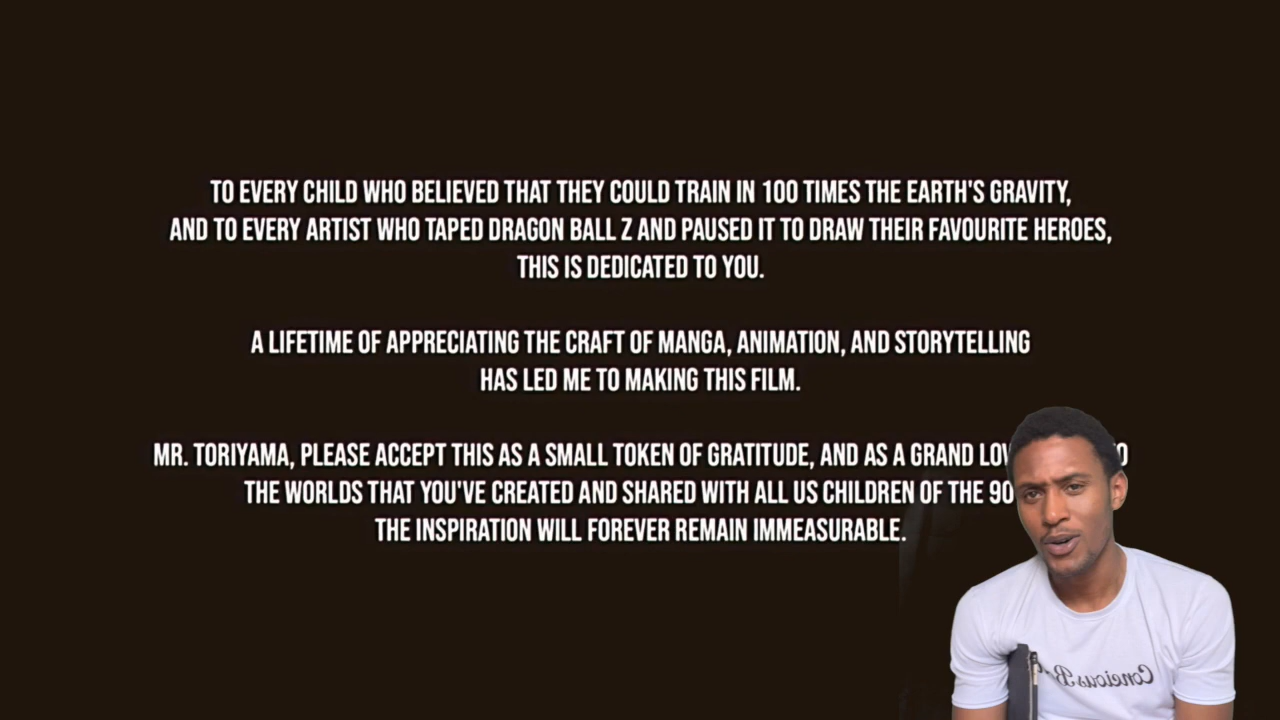 TO EVERY CHILD WHO BELIEVED THAT THEY COULD TRAIN IN 100 TIMES THE EARTH'S GRAVITY,
AND TO EVERY ARTIST WHO TAPED DRAGON BALL Z AND PAUSED IT TO DRAW THEIR FAVOURITE HEROES,
THIS IS DEDICATED TO YOU.
A LIFETIME OF APPRECIATING THE CRAFT OF MANGA, ANIMATION, AND STORYTELLING
HAS LED ME TO MAKING THIS FILM.
MR. TORIYAMA, PLEASE ACCEPT THIS AS A SMALL TOKEN OF GRATITUDE, AND AS A GRAND
THE WORLDS THAT YOU'VE CREATED AND SHARED WITH ALL US CHILDREN OF THE
THE INSPIRATION WILL FOREVER REMAIN IMMEASURABLE.
Concious